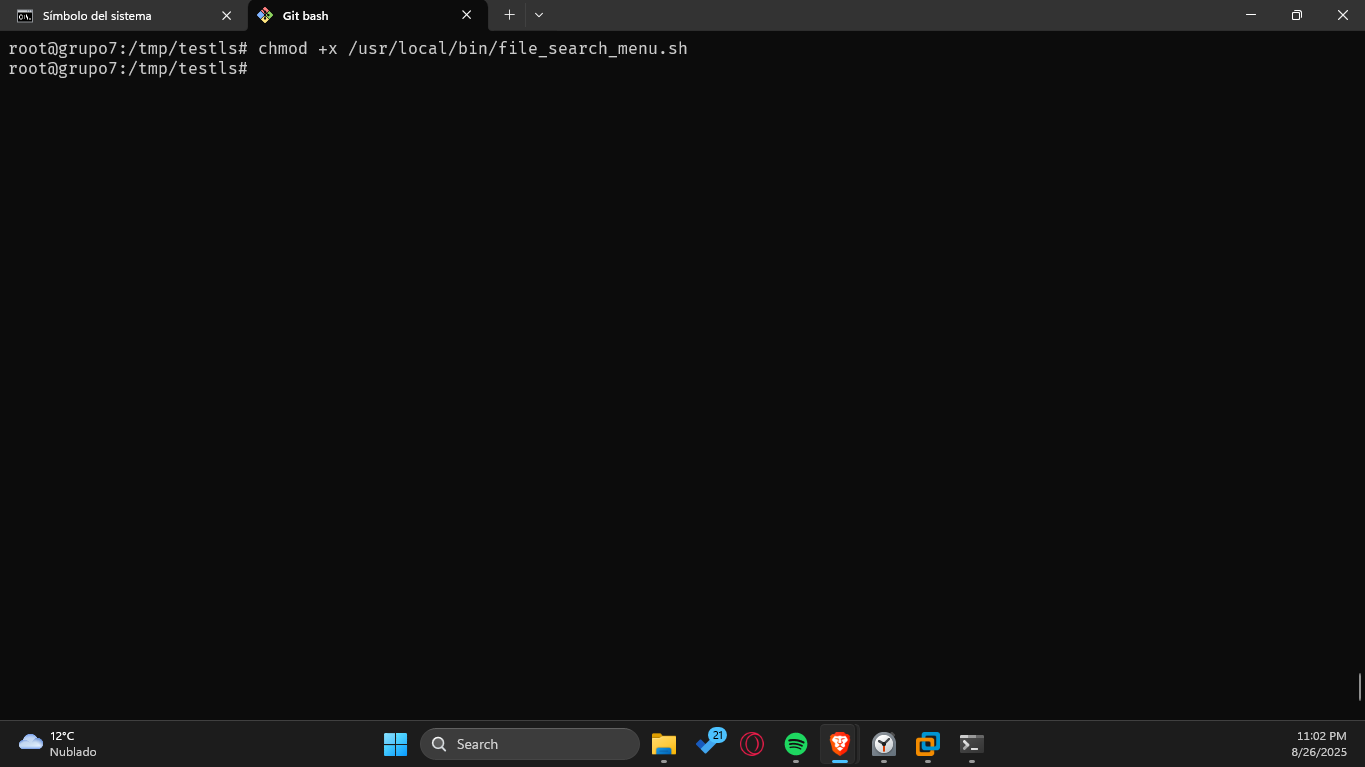 Símbolo del sistema
Git bash
root@grupo7:/tmp/testls# chmod +x /usr/local/bin/file_search_menu.sh
root@grupo7:/tmp/testls#
12°C
Nublado
Search
21
11:02 PM
8/26/2025